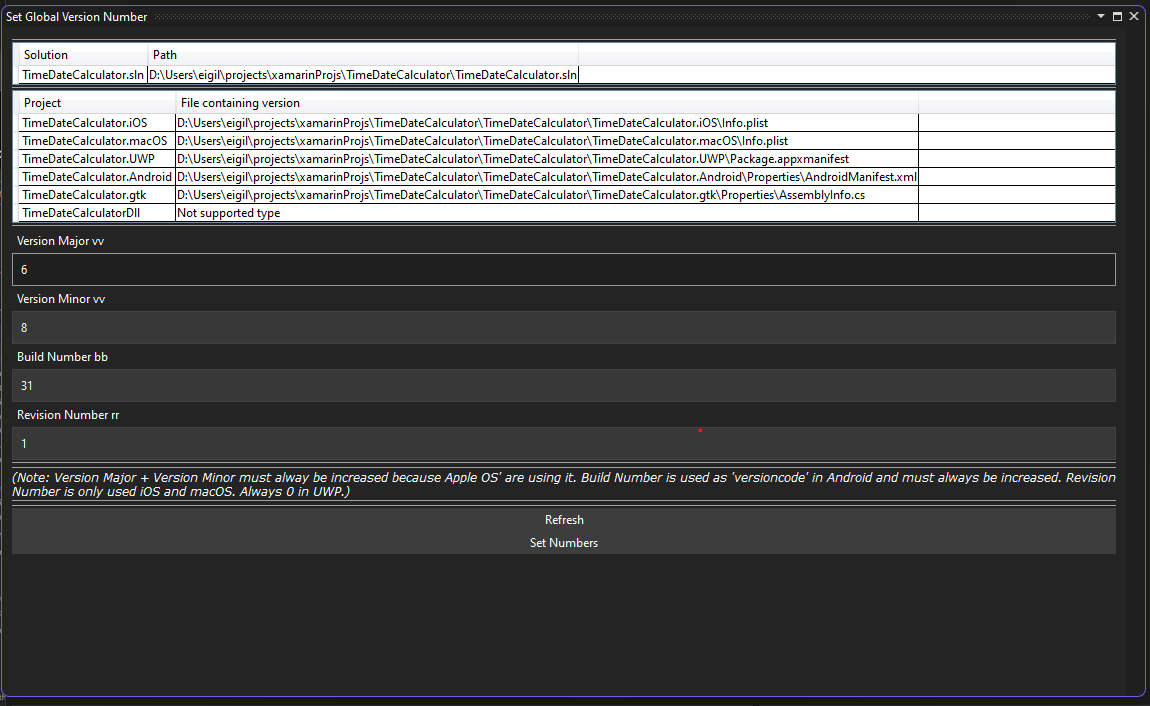 Set Global Version Number
Solution Path
TimeDateCalculator.sln D:\Users\eigil\projects\xamarinProjs\TimeDateCalculator\TimeDateCalculator.sln
Project File containing version
TimeDateCalculator.iOS D:\Users\eigil\projects\xamarinProjs\TimeDateCalculator\TimeDateCalculator\TimeDateCalculator.iOS\Info.plist
TimeDateCalculator.macOS D:\Users\eigil\projects\xamarinProjs\TimeDateCalculator\TimeDateCalculator\TimeDateCalculator.macOS\Info.plist
TimeDateCalculator.UWP D:\Users\eigil\projects\xamarinProjs\TimeDateCalculator\TimeDateCalculator\TimeDateCalculator.UWP\Package.appxmanifest
TimeDateCalculator.Android D:\Users\eigil\projects\xamarinProjs\TimeDateCalculator\TimeDateCalculator\TimeDateCalculator.Android\Properties\AndroidManifest.xml
TimeDateCalculator.gtk D:\Users\eigil\projects\xamarinProjs\TimeDateCalculator\TimeDateCalculator\TimeDateCalculator.gtk\Properties\AssemblyInfo.cs
TimeDateCalculatorDll Not supported type
Version Major vv
6
Version Minor vv
8
Build Number bb
31
Revision Number rr
1
(Note: Version Major + Version Minor must alway be increased because Apple OS' are using it. Build Number is used as 'versioncode' in Android and must always be increased. Revision
Number is only used iOS and macOS. Always 0 in UWP.)
Refresh
Set Numbers